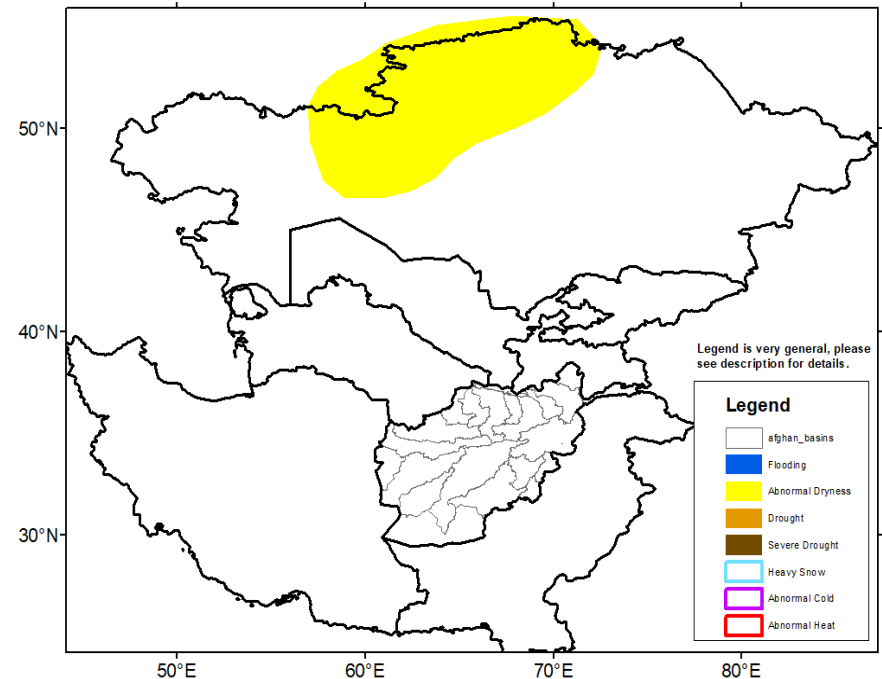 50°N
40°N
30°N
Legend is very general, please
see description for details.
Legend
afghan_basins
Flooding
Abnormal Dryness
Drought
Severe Drought
Heavy Snow
Abnormal Cold
Abnormal Heat
50°E
60°E
70°E
80°E